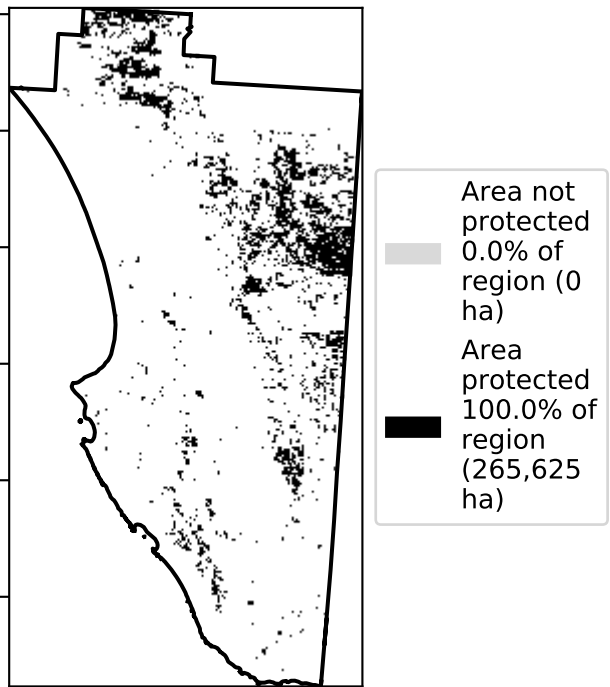 Area not
protected
0.0% of
region (0
ha)
Area
protected
100.0% of
region
(265,625
ha)